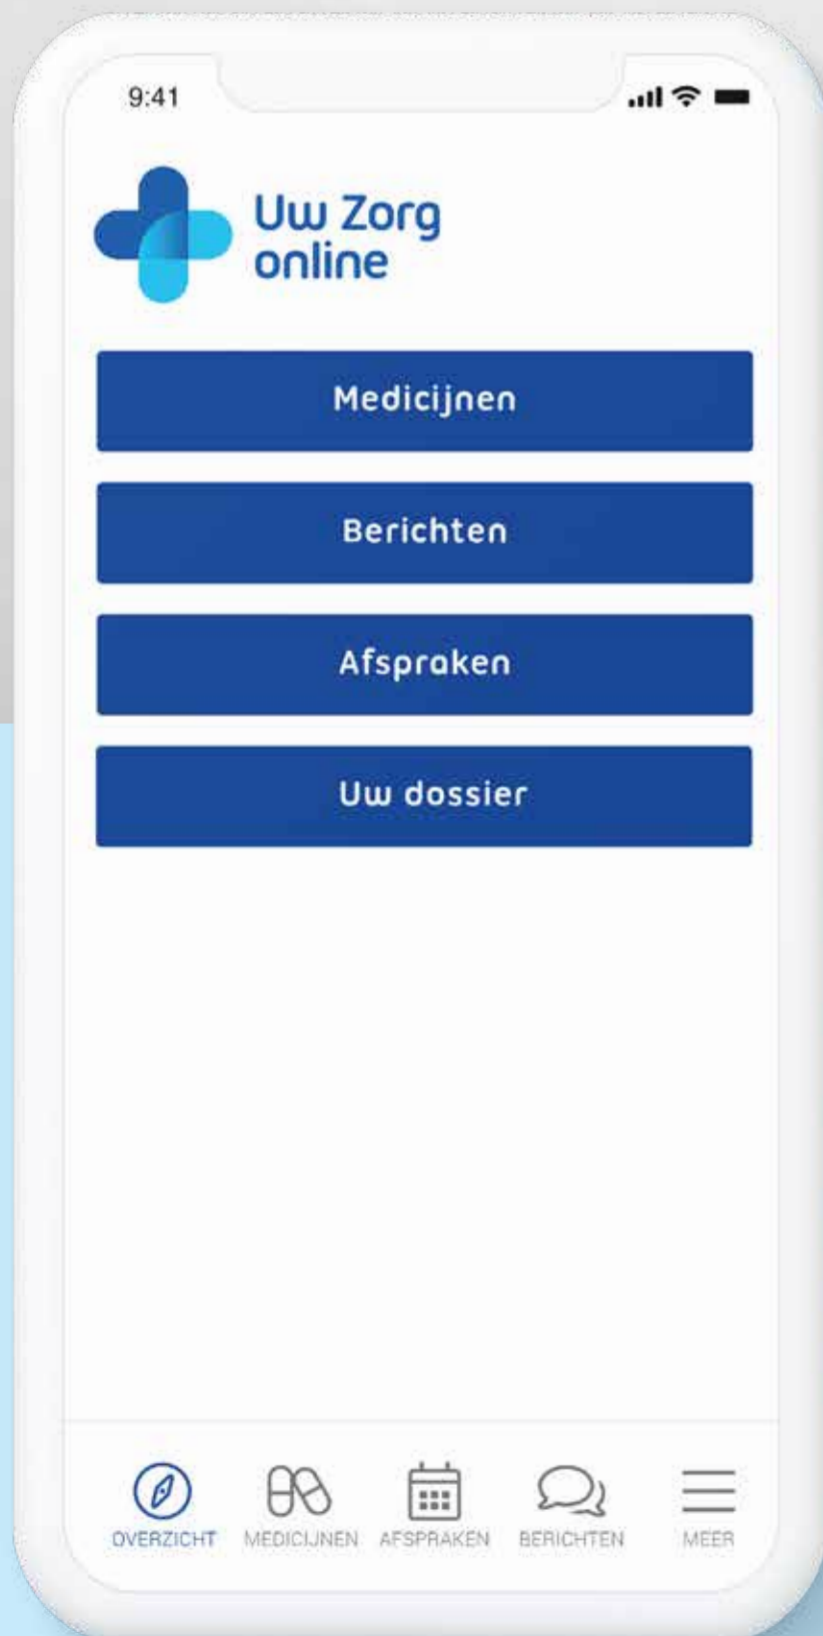 9:41
Uw Zorg
online
Medicijnen
Berichten
Afspraken
Uw dossier
OVERZICHT MEDICIJNEN AFSPRAKEN BERICHTEN MEER